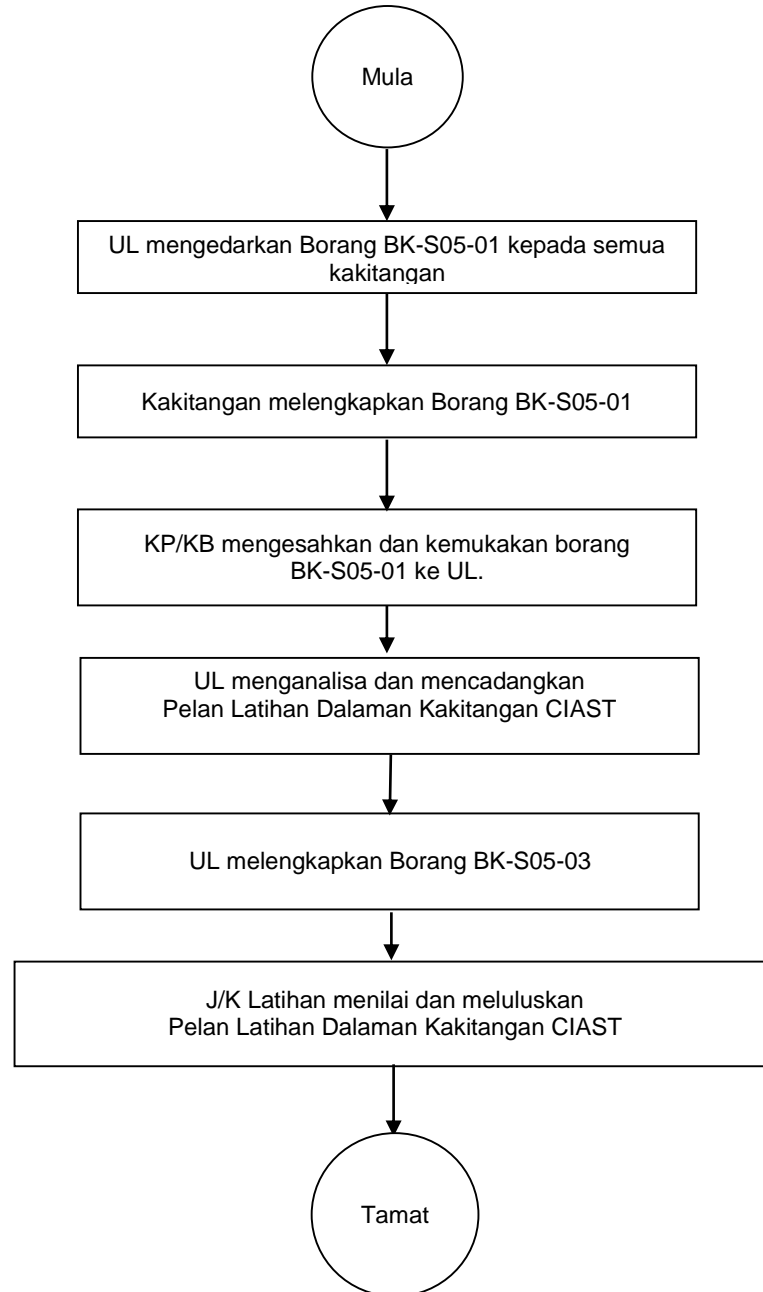 Mula
UL mengedarkan Borang BK-S05-01 kepada semua
kakitangan
Kakitangan melengkapkan Borang BK-S05-01
KP/KB mengesahkan dan kemukakan borang
BK-S05-01 ke UL.
UL menganalisa dan mencadangkan
Pelan Latihan Dalaman Kakitangan CIAST
UL melengkapkan Borang BK-S05-03
J/K Latihan menilai dan meluluskan
Pelan Latihan Dalaman Kakitangan CIAST
Tamat